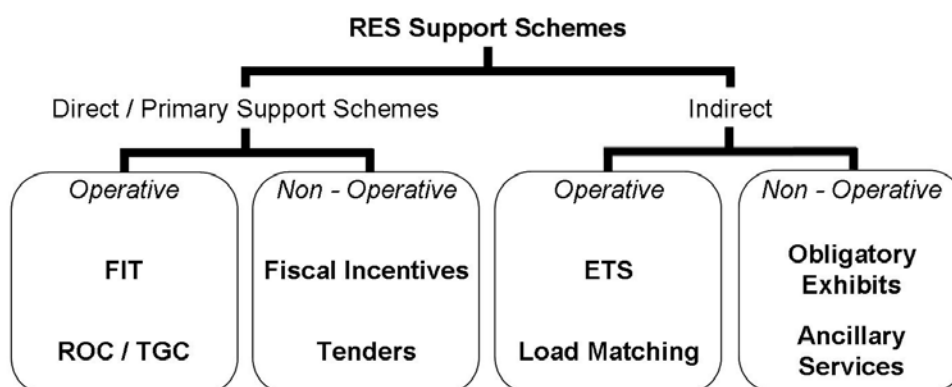 RES Support Schemes
Direct / Primary Support Schemes
Indirect
Operative
FIT
ROC / TGC
Non - Operative
Fiscal Incentives
Tenders
Operative
ETS
Load Matching
Non - Operative
Obligatory
Exhibits
Ancillary
Services